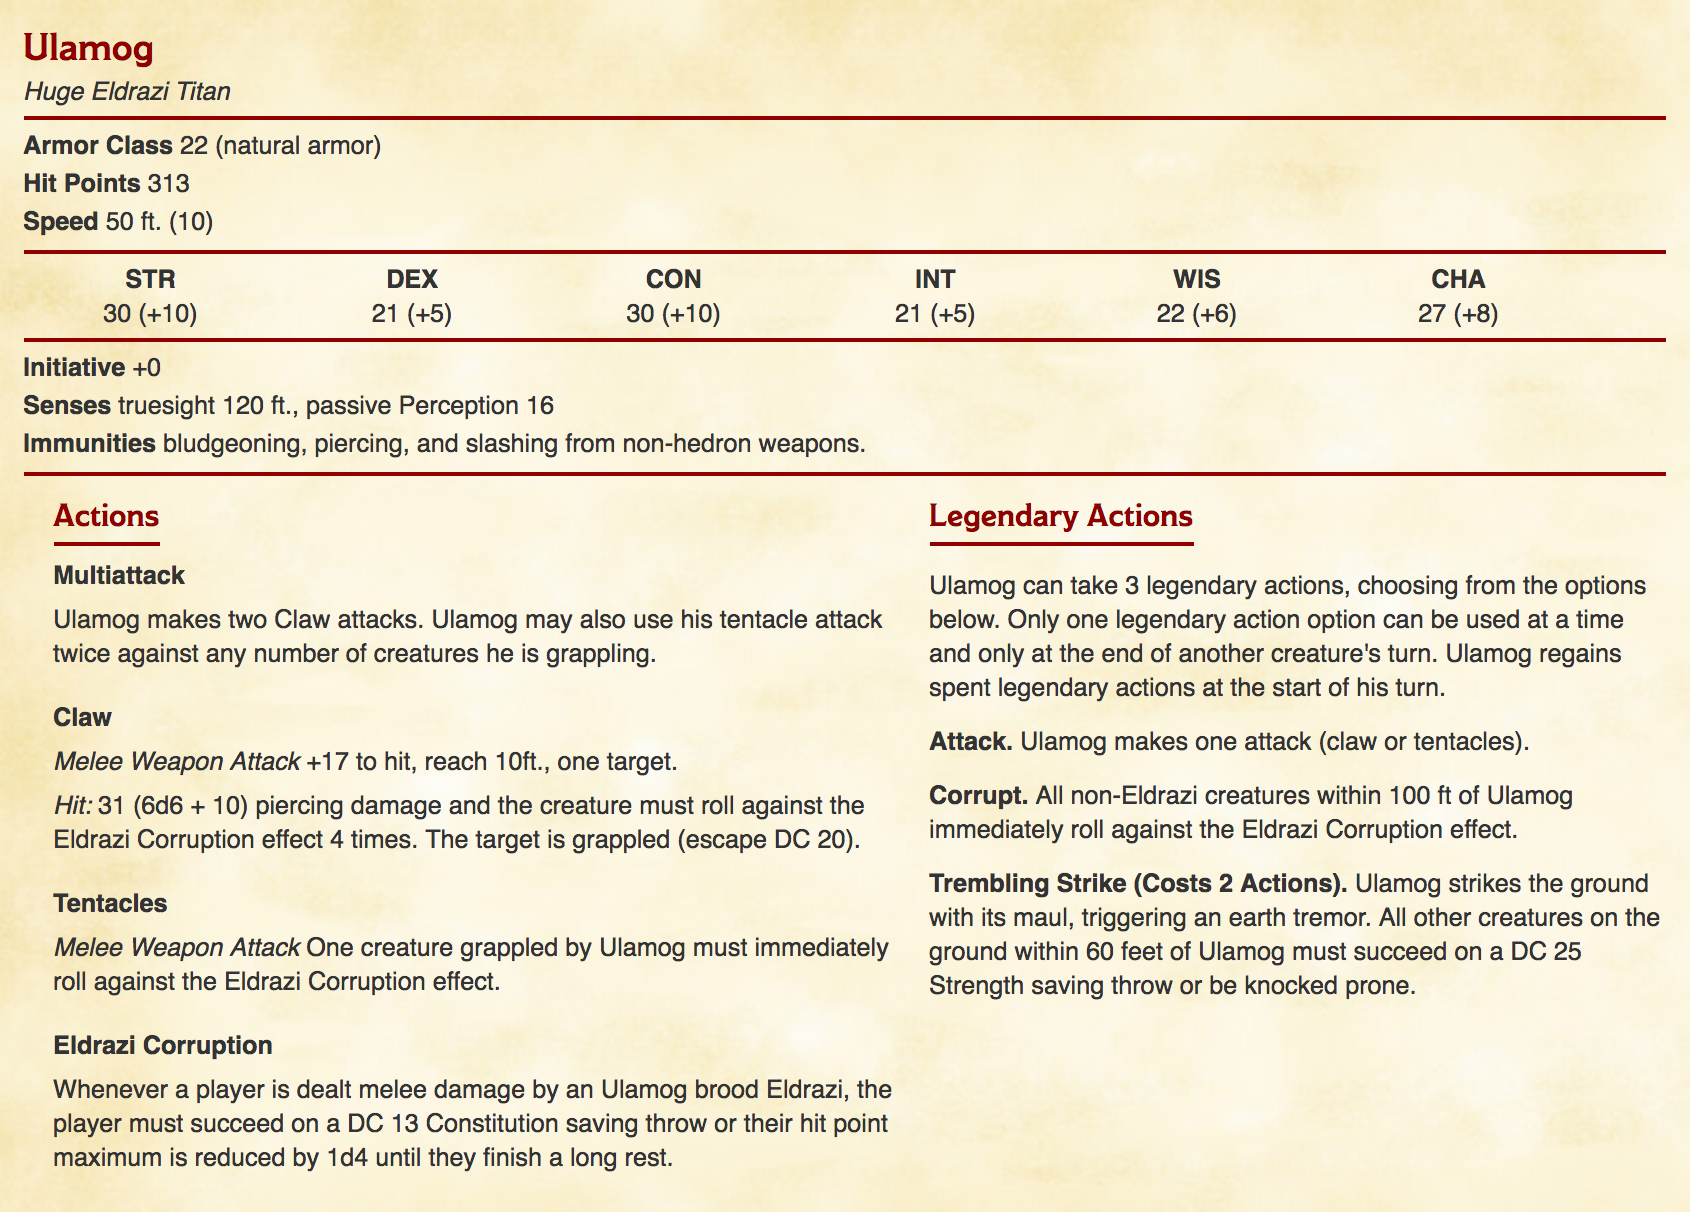 Ulamog
Huge Eldrazi Titan
Armor Class 22 (natural armor)
Hit Points 313
Speed 50 ft. (10)
STR DEX CON INT WIS CHA
30 (+10) 21 (+5) 30 (+10) 21 (+5) 22 (+6) 27 (+8)
Initiative +0
Senses truesight 120 ft., passive Perception 16
Immunities bludgeoning, piercing, and slashing from non-hedron weapons.
Actions
Multiattack
Ulamog makes two Claw attacks. Ulamog may also use his tentacle attack
twice against any number of creatures he is grappling.
Claw
Melee Weapon Attack +17 to hit, reach 10ft., one target.
Hit: 31 (6d6 + 10) piercing damage and the creature must roll against the
Eldrazi Corruption effect 4 times. The target is grappled (escape DC 20).
Tentacles
Melee Weapon Attack One creature grappled by Ulamog must immediately
roll against the Eldrazi Corruption effect.
Eldrazi Corruption
Whenever a player is dealt melee damage by an Ulamog brood Eldrazi, the
player must succeed on a DC 13 Constitution saving throw or their hit point
maximum is reduced by 1d4 until they finish a long rest.
Legendary Actions
Ulamog can take 3 legendary actions, choosing from the options
below. Only one legendary action option can be used at a time
and only at the end of another creature's turn. Ulamog regains
spent legendary actions at the start of his turn.
Attack. Ulamog makes one attack (claw or tentacles).
Corrupt. All non-Eldrazi creatures within 100 ft of Ulamog
immediately roll against the Eldrazi Corruption effect.
Trembling Strike (Costs 2 Actions). Ulamog strikes the ground
with its maul, triggering an earth tremor. All other creatures on the
ground within 60 feet of Ulamog must succeed on a DC 25
Strength saving throw or be knocked prone.